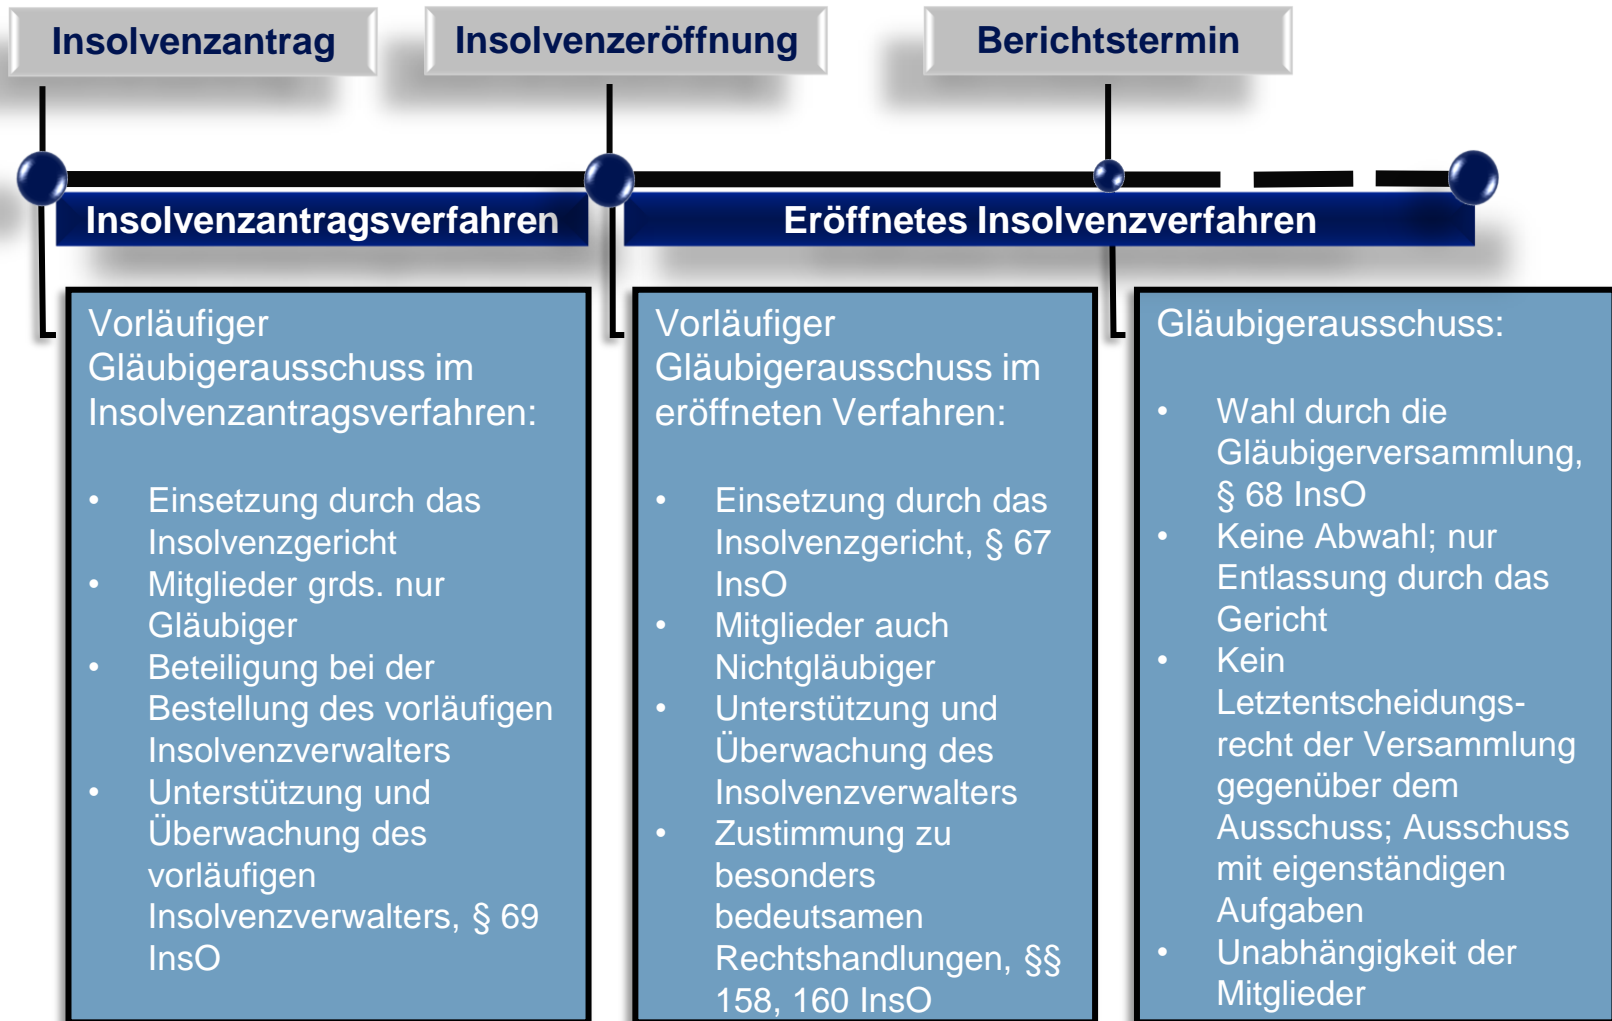 Insolvenzantrag
Insolvenzeröffnung
Berichtstermin
Insolvenzantragsverfahren
Eröffnetes Insolvenzverfahren
Vorläufiger
Gläubigerausschuss im
Insolvenzantragsverfahren:
• Einsetzung durch das
Insolvenzgericht
• Mitglieder grds. nur
Gläubiger
• Beteiligung bei der
Bestellung des vorläufigen
Insolvenzverwalters
• Unterstützung und
Überwachung des
vorläufigen
Insolvenzverwalters, § 69
InsO
Vorläufiger
Gläubigerausschuss im
eröffneten Verfahren:
• Einsetzung durch das
Insolvenzgericht, § 67
InsO
• Mitglieder auch
Nichtgläubiger
• Unterstützung und
Überwachung des
Insolvenzverwalters
• Zustimmung zu
besonders
bedeutsamen
Rechtshandlungen, §§
158, 160 InsO
Gläubigerausschuss:
• Wahl durch die
Gläubigerversammlung,
§ 68 InsO
• Keine Abwahl; nur
Entlassung durch das
Gericht
• Kein
Letztentscheidungs-
recht der Versammlung
gegenüber dem
Ausschuss; Ausschuss
mit eigenständigen
Aufgaben
• Unabhängigkeit der
Mitglieder